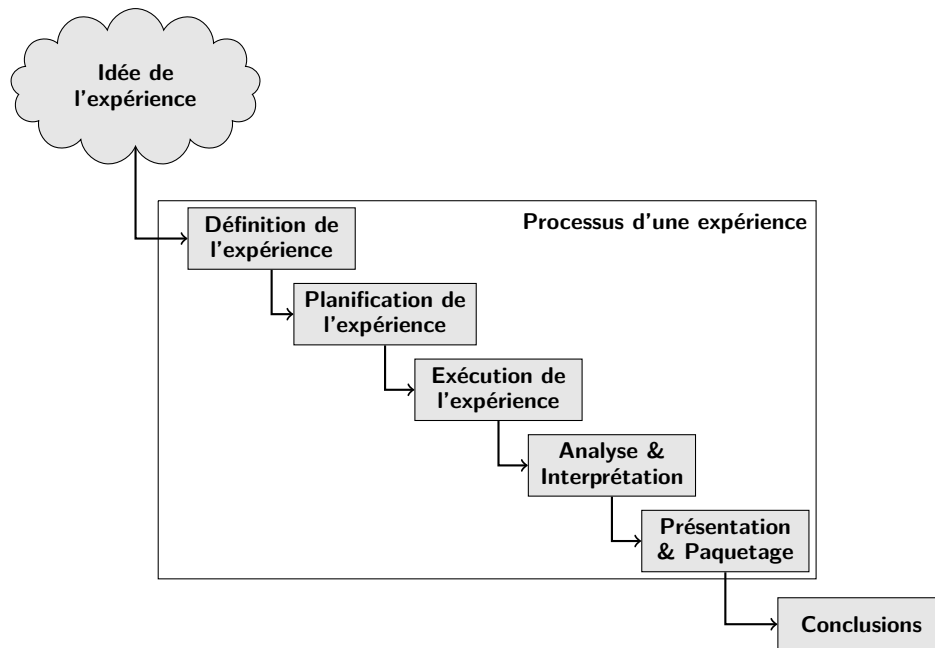 Idée de
l'expérience
Processus d'une expérience
Définition de
l'expérience
Planification de
l'expérience
Exécution de
l'expérience
Analyse &
Interprétation
Présentation
& Paquetage
Conclusions